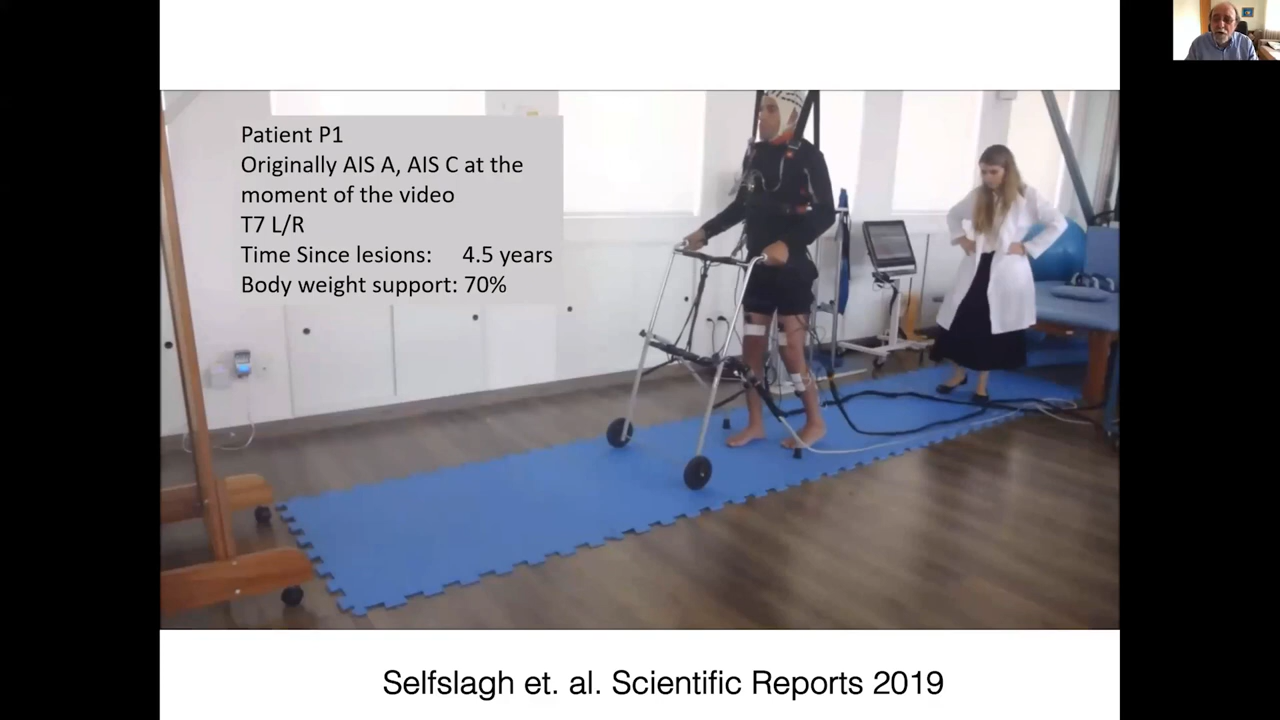 Patient P1
Originally AIS A, AIS C at the
moment of the video
T7 L/R
Time Since lesions: 4.5 years
Body weight support: 70%
Selfslagh et. al. Scientific Reports 2019